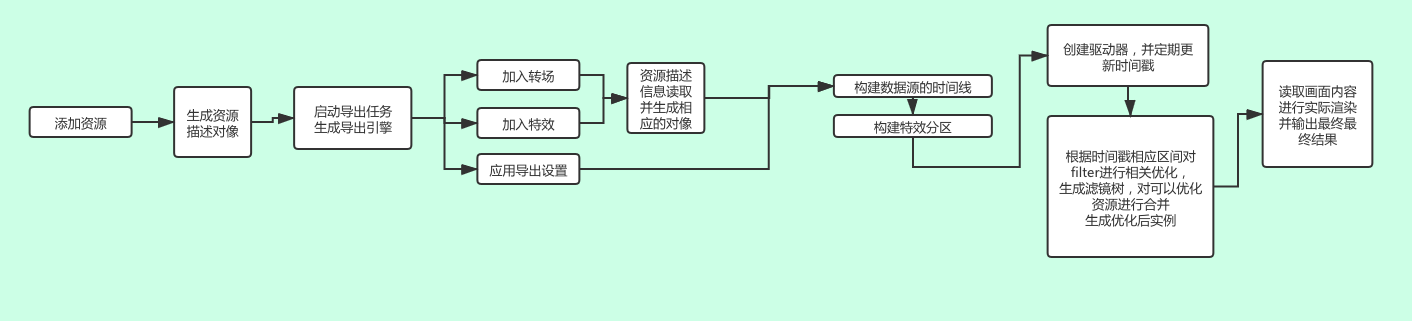 添加资源
生成资源
描述对像
启动导出任务
生成导出引擎
加入转场
加入特效
应用导出设置
资源描述
信息读取
并生成相
应的对像
构建数据源的时间线
构建特效分区
创建驱动器，并定期更
新时间戳
根据时间戳相应区间对
filter进行相关优化，
生成滤镜树，对可以优化
资源进行合并
生成优化后实例
读取画面内容
进行实际渲染
并输出最终最
终结果